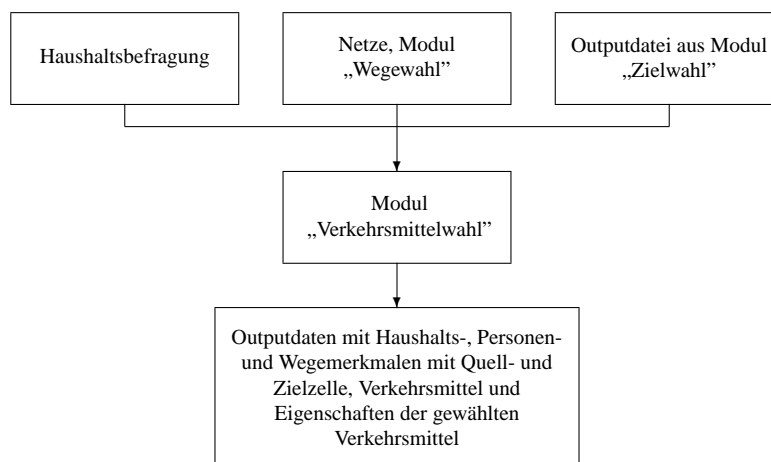 Haushaltsbefragung
Netze, Modul
„Wegewahl”
Outputdatei aus Modul
„Zielwahl”
Modul
„Verkehrsmittelwahl”
Outputdaten mit Haushalts-, Personen-
und Wegemerkmalen mit Quell- und
Zielzelle, Verkehrsmittel und
Eigenschaften der gewählten
Verkehrsmittel